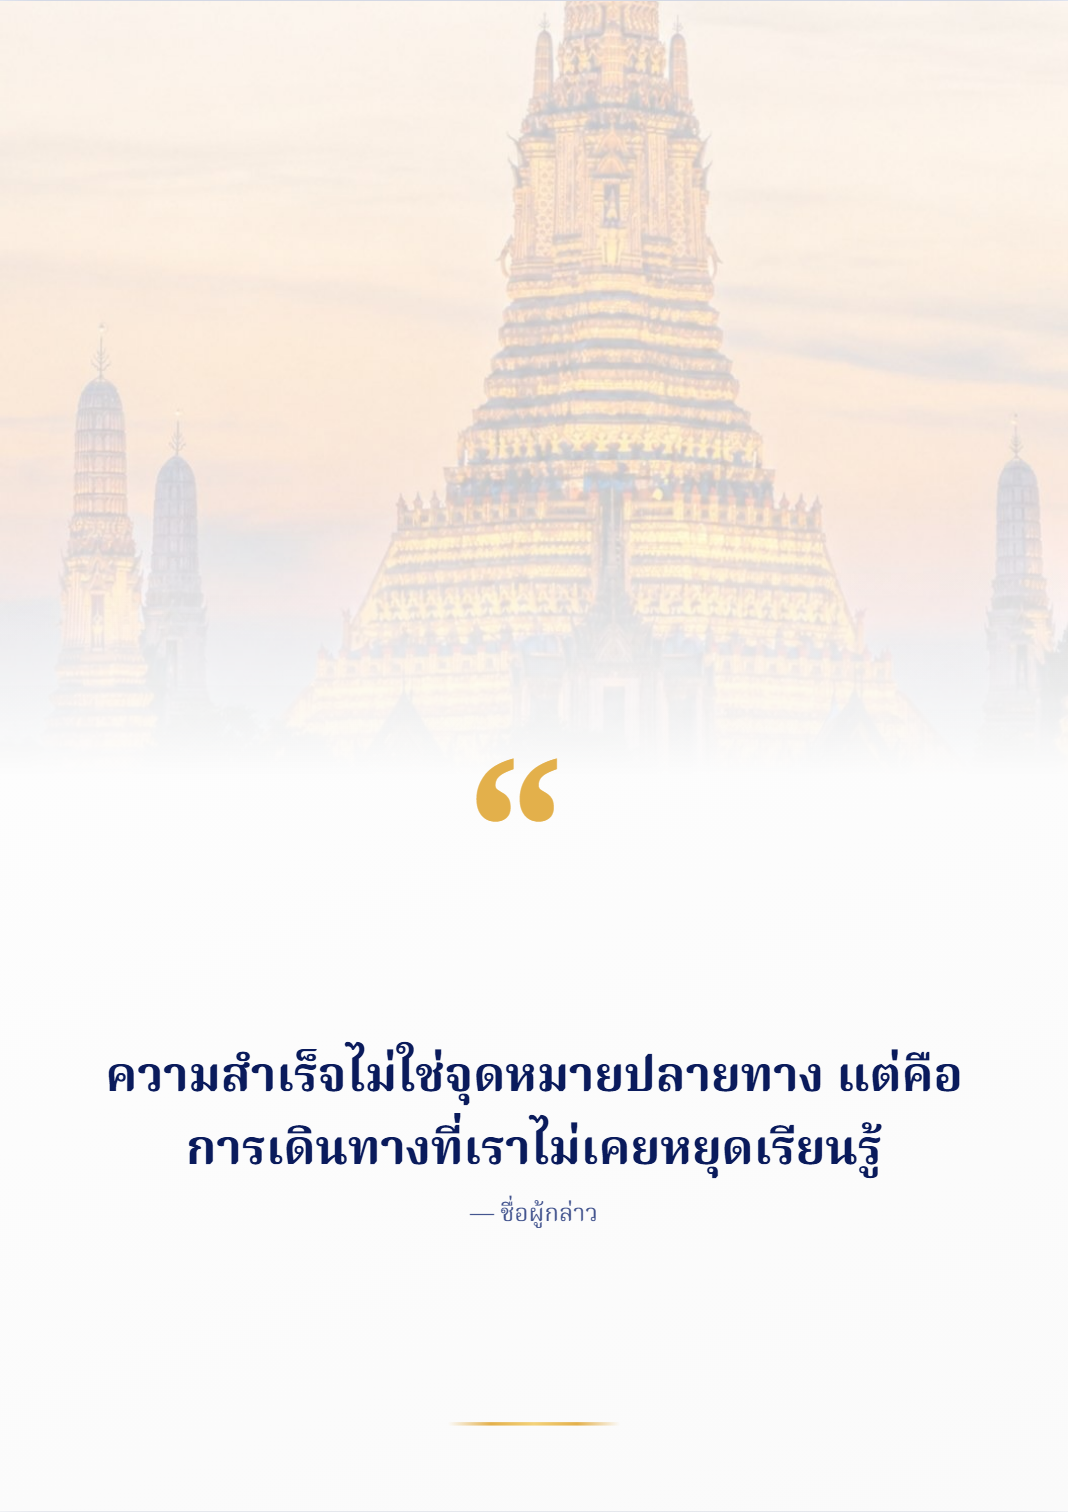 “
ความสำเร็จไม่ใช่จุดหมายปลายทาง แต่คือ
การเดินทางที่เราไม่เคยหยุดเรียนรู้
— ชื่อผู้กล่าว